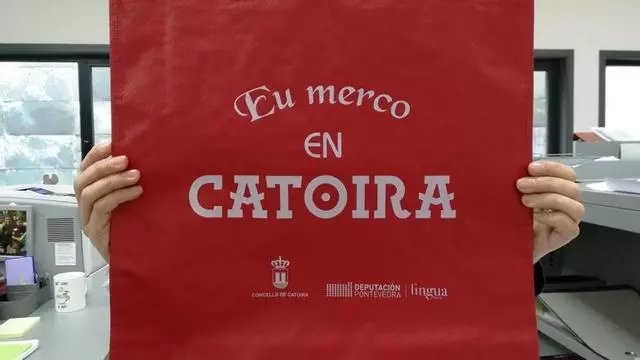 Eu merco
EN
CATOIRA
CONCELLO DE CATOIRA
DEPUTACIÓN
PONTEVEDRA
lingua